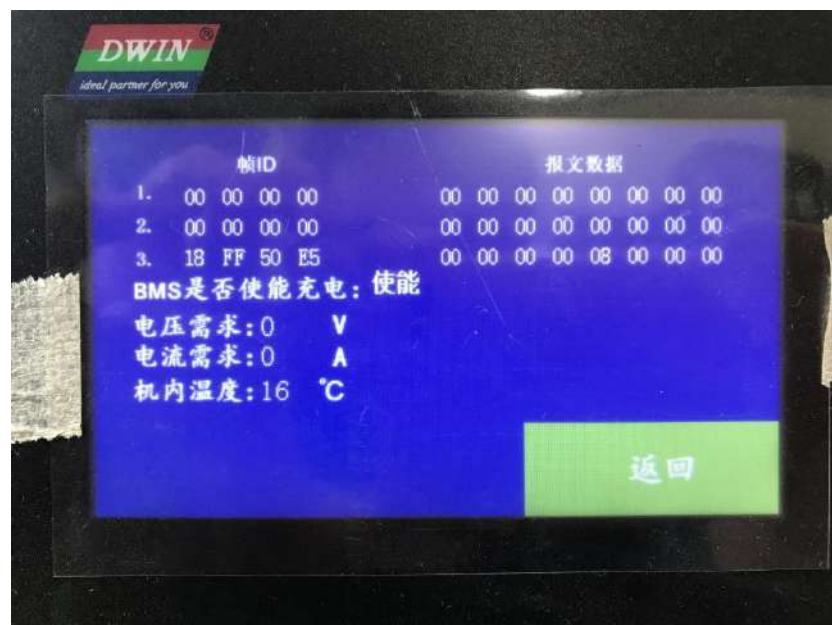 DWIN®
ideal partner for you
帧ID 报文数据
1. 00 00 00 00 00 00 00 00 00 00 00 00
2. 00 00 00 00 00 00 00 00 00 00 00 00
3. 18 FF 50 E5 00 00 00 00 08 00 00 00
BMS是否使能充电: 使能
电压需求:0 V
电流需求:0 A
机内温度:16 ℃
返回